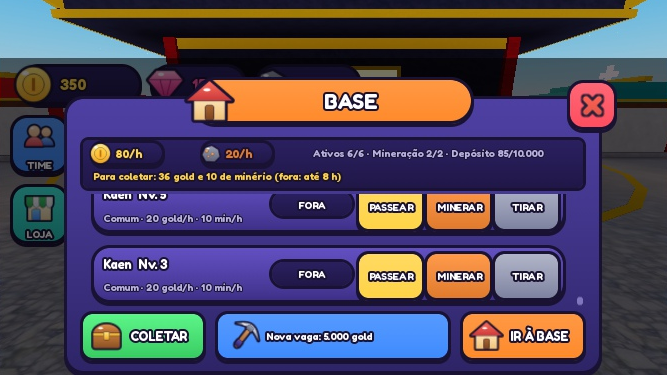 350
BASE
TIME
LOJA
80/h
20/h
Ativos 6/6 · Mineração 2/2 · Depósito 85/10.000
Para coletar: 36 gold e 10 de minério (fora: até 8 h)
Kaen Nv. 5
Comum · 20 gold/h · 10 min/h
FORA
PASSEAR
MINERAR
TIRAR
Kaen Nv. 3
Comum · 20 gold/h · 10 min/h
FORA
PASSEAR
MINERAR
TIRAR
COLETAR
Nova vaga: 5.000 gold
IR À BASE